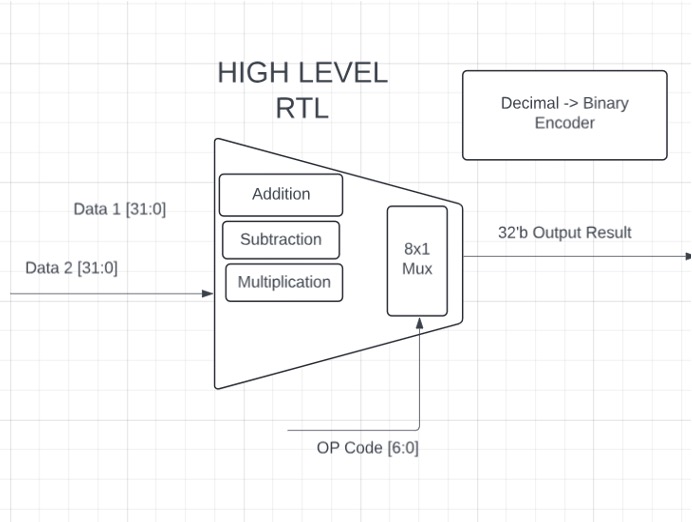 HIGH LEVEL
RTL
Decimal -> Binary
Encoder
Addition
Data 1 [31:0]
Subtraction
8x1
Mux
32'b Output Result
Data 2 [31:0]
Multiplication
OP Code [6:0]